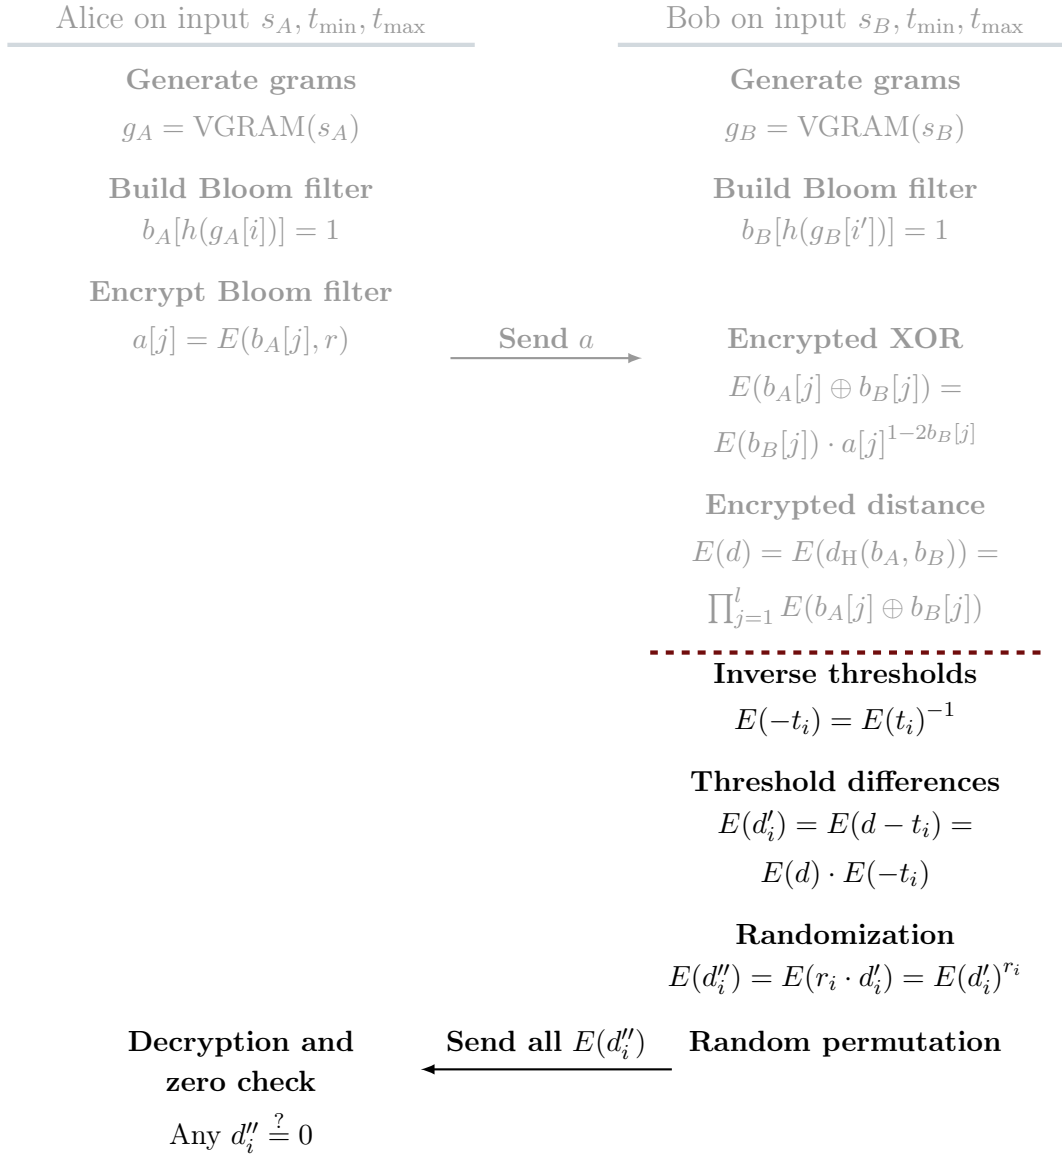 Alice on input s_A, t_min, t_max
Bob on input s_B, t_min, t_max
Generate grams
g_A = VGRAM(s_A)
Generate grams
g_B = VGRAM(s_B)
Build Bloom filter
b_A[h(g_A[i])] = 1
Build Bloom filter
b_B[h(g_B[i′])] = 1
Encrypt Bloom filter
a[j] = E(b_A[j], r)
Send a
Encrypted XOR
E(b_A[j] ⊕ b_B[j]) =
E(b_B[j]) · a[j]^{1−2b_B[j]}
Encrypted distance
E(d) = E(d_H(b_A, b_B)) =
∏_{j=1}^{l} E(b_A[j] ⊕ b_B[j])
Inverse thresholds
E(−t_i) = E(t_i)^{−1}
Threshold differences
E(d′_i) = E(d − t_i) =
E(d) · E(−t_i)
Randomization
E(d″_i) = E(r_i · d′_i) = E(d′_i)^{r_i}
Random permutation
Send all E(d″_i)
Decryption and
zero check
Any d″_i ≟ 0